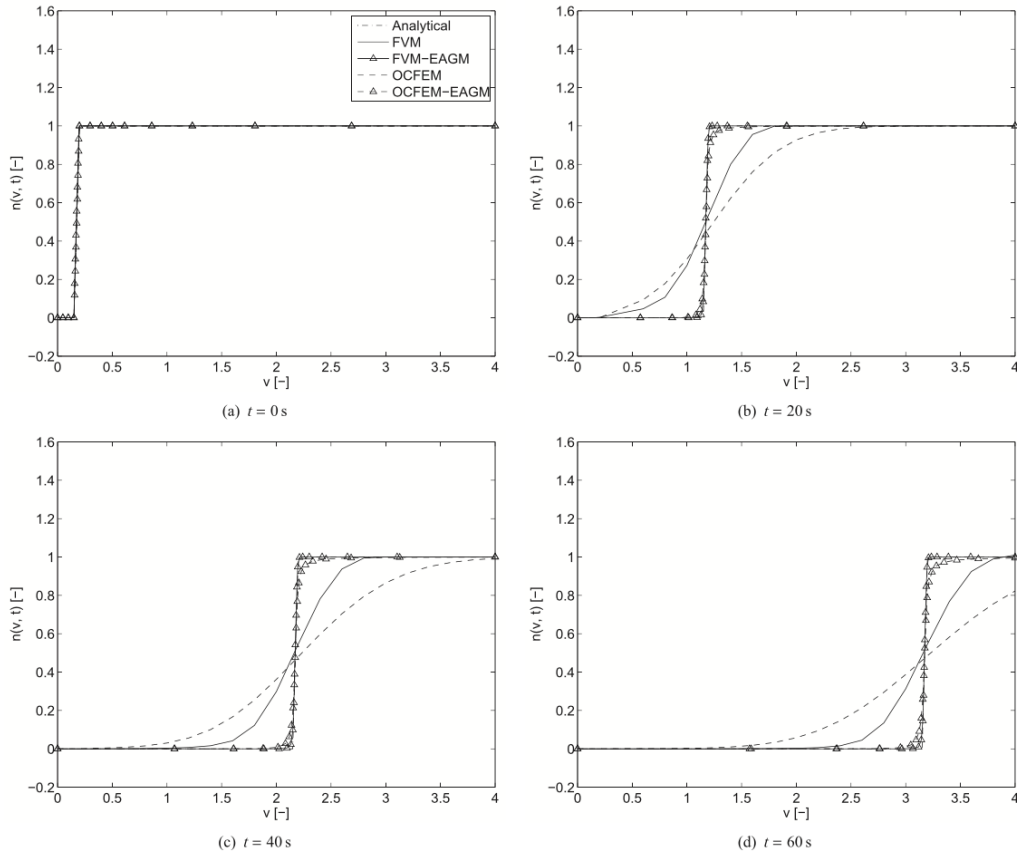 1.6
1.4
1.2
1
0.8
0.6
0.4
0.2
0
−0.2
n(v, t) [−]
0 0.5 1 1.5 2 2.5 3 3.5 4
v [−]
Analytical
FVM
FVM−EAGM
OCFEM
OCFEM−EAGM
(a) t = 0 s
1.6
1.4
1.2
1
0.8
0.6
0.4
0.2
0
−0.2
n(v, t) [−]
0 0.5 1 1.5 2 2.5 3 3.5 4
v [−]
(b) t = 20 s
1.6
1.4
1.2
1
0.8
0.6
0.4
0.2
0
−0.2
n(v, t) [−]
0 0.5 1 1.5 2 2.5 3 3.5 4
v [−]
(c) t = 40 s
1.6
1.4
1.2
1
0.8
0.6
0.4
0.2
0
−0.2
n(v, t) [−]
0 0.5 1 1.5 2 2.5 3 3.5 4
v [−]
(d) t = 60 s